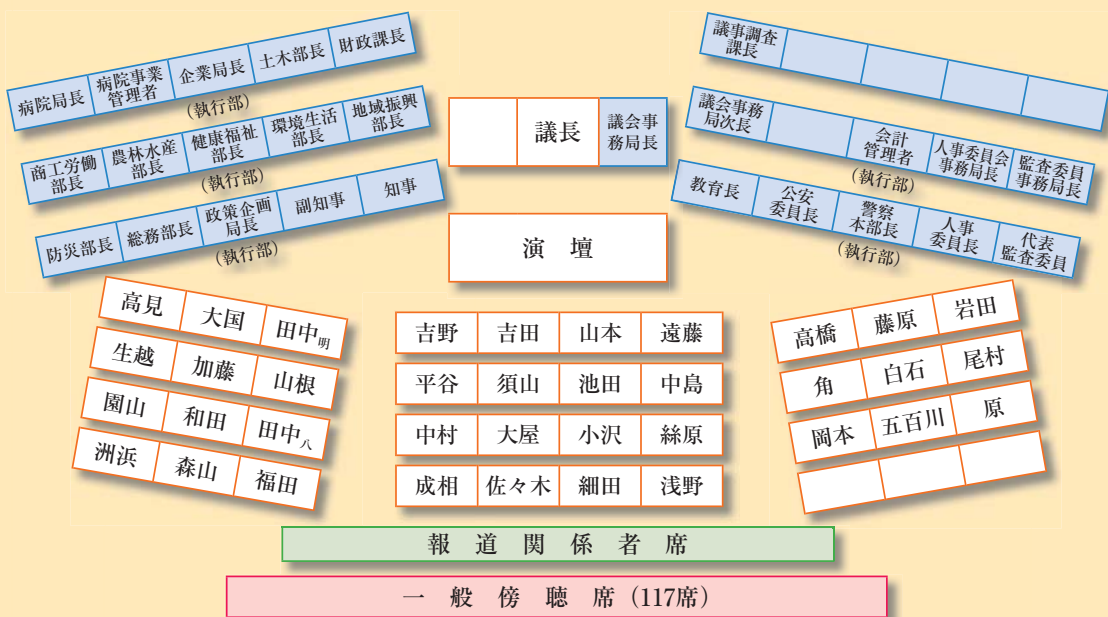 病院局長 病院事業管理者 企業局長 土木部長 財政課長
(執行部)
商工労働部長 農林水産部長 健康福祉部長 環境生活部長 地域振興部長
(執行部)
防災部長 総務部長 政策企画局長 副知事 知事
(執行部)
議長 議会事務局長
演壇
議事調査課長
議会事務局次長 会計管理者 人事委員会事務局長 監査委員事務局長
(執行部)
教育長 公安委員長 警察本部長 人事委員長 代表監査委員
(執行部)
高見 大国 田中明
生越 加藤 山根
園山 和田 田中八
洲浜 森山 福田
吉野 吉田 山本 遠藤
平谷 須山 池田 中島
中村 大屋 小沢 絲原
成相 佐々木 細田 浅野
高橋 藤原 岩田
角 白石 尾村
岡本 五百川 原
報道関係者席
一般傍聴席(117席)